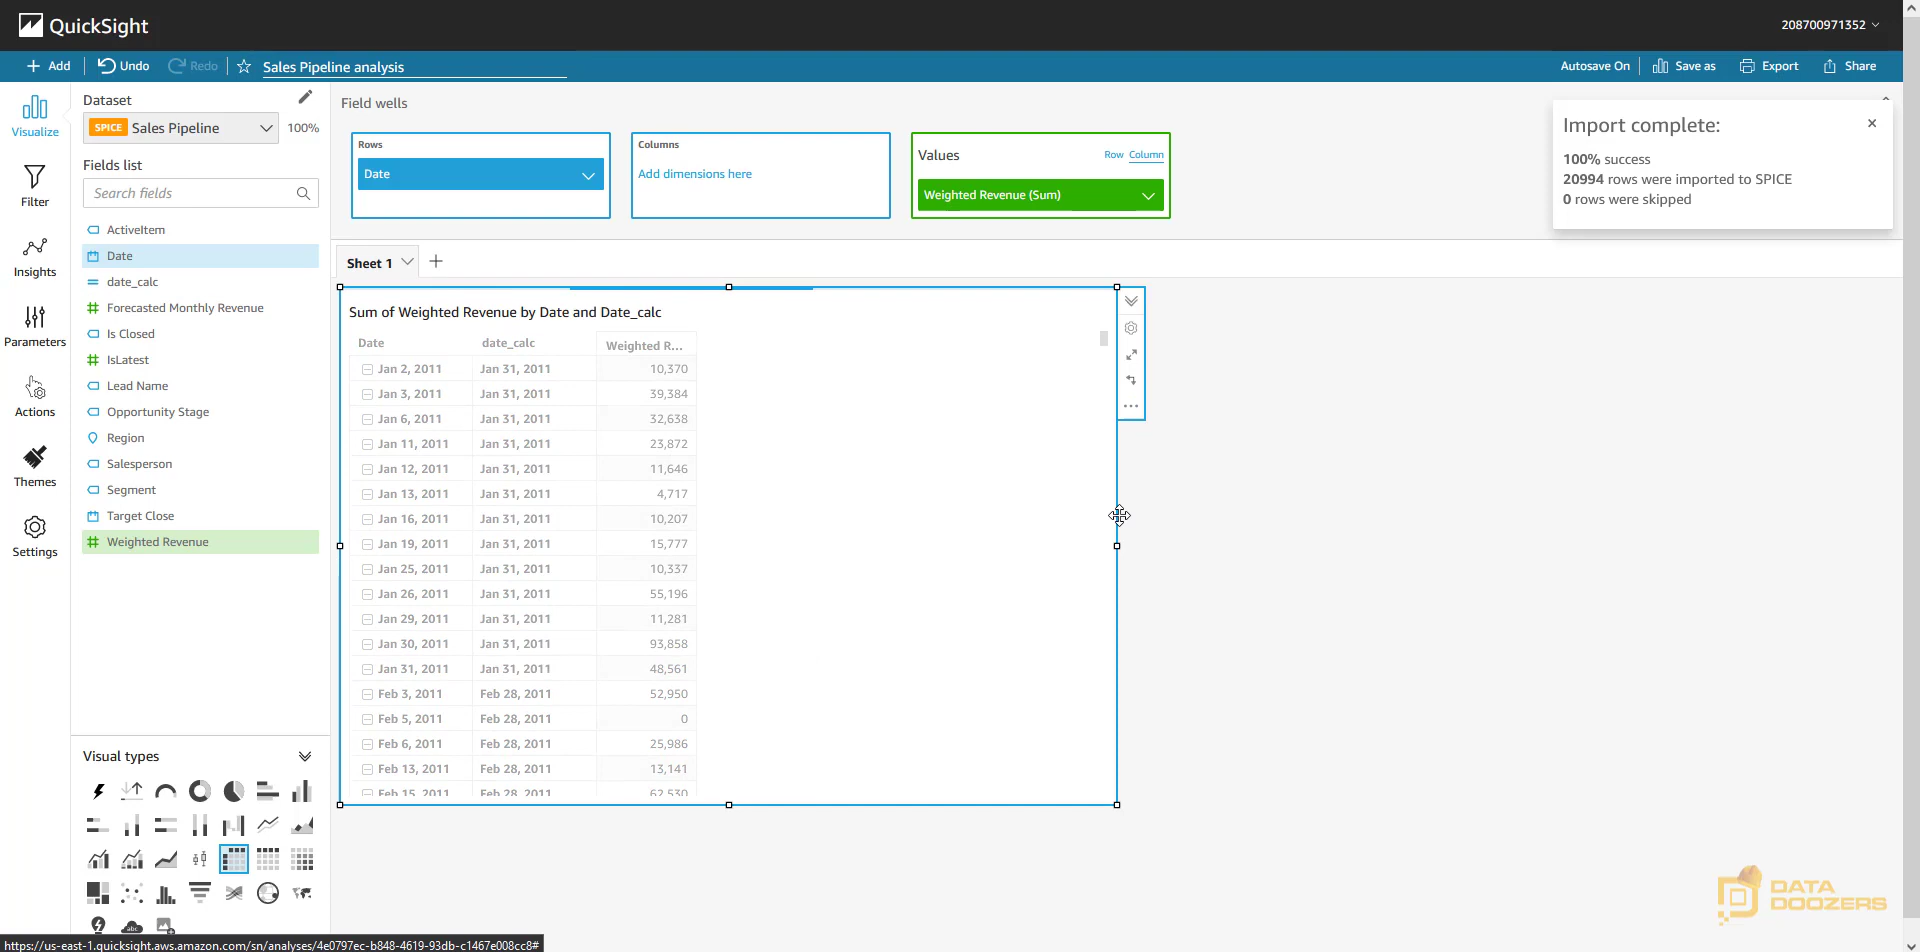 QuickSight
208700971352
Add
Undo
Redo
Sales Pipeline analysis
Autosave On
Save as
Export
Share
Visualize
Filter
Insights
Parameters
Actions
Themes
Settings
Dataset
SPICE Sales Pipeline
100%
Fields list
Search fields
ActiveItem
Date
date_calc
Forecasted Monthly Revenue
Is Closed
IsLatest
Lead Name
Opportunity Stage
Region
Salesperson
Segment
Target Close
Weighted Revenue
Visual types
Field wells
Rows
Date
Columns
Add dimensions here
Values
Row Column
Weighted Revenue (Sum)
Import complete:
100% success
20994 rows were imported to SPICE
0 rows were skipped
Sheet 1
Sum of Weighted Revenue by Date and Date_calc
Date date_calc Weighted R...
Jan 2, 2011 Jan 31, 2011 10,370
Jan 3, 2011 Jan 31, 2011 39,384
Jan 6, 2011 Jan 31, 2011 32,638
Jan 11, 2011 Jan 31, 2011 23,872
Jan 12, 2011 Jan 31, 2011 11,646
Jan 13, 2011 Jan 31, 2011 4,717
Jan 16, 2011 Jan 31, 2011 10,207
Jan 19, 2011 Jan 31, 2011 15,777
Jan 25, 2011 Jan 31, 2011 10,337
Jan 26, 2011 Jan 31, 2011 55,196
Jan 29, 2011 Jan 31, 2011 11,281
Jan 30, 2011 Jan 31, 2011 93,858
Jan 31, 2011 Jan 31, 2011 48,561
Feb 3, 2011 Feb 28, 2011 52,950
Feb 5, 2011 Feb 28, 2011 0
Feb 6, 2011 Feb 28, 2011 25,986
Feb 13, 2011 Feb 28, 2011 13,141
Feb 15, 2011 Feb 28, 2011 62,530
DATA
DOOZERS
https://us-east-1.quicksight.aws.amazon.com/sn/analyses/4e0797ec-b848-4619-93db-c1467e008cc8#